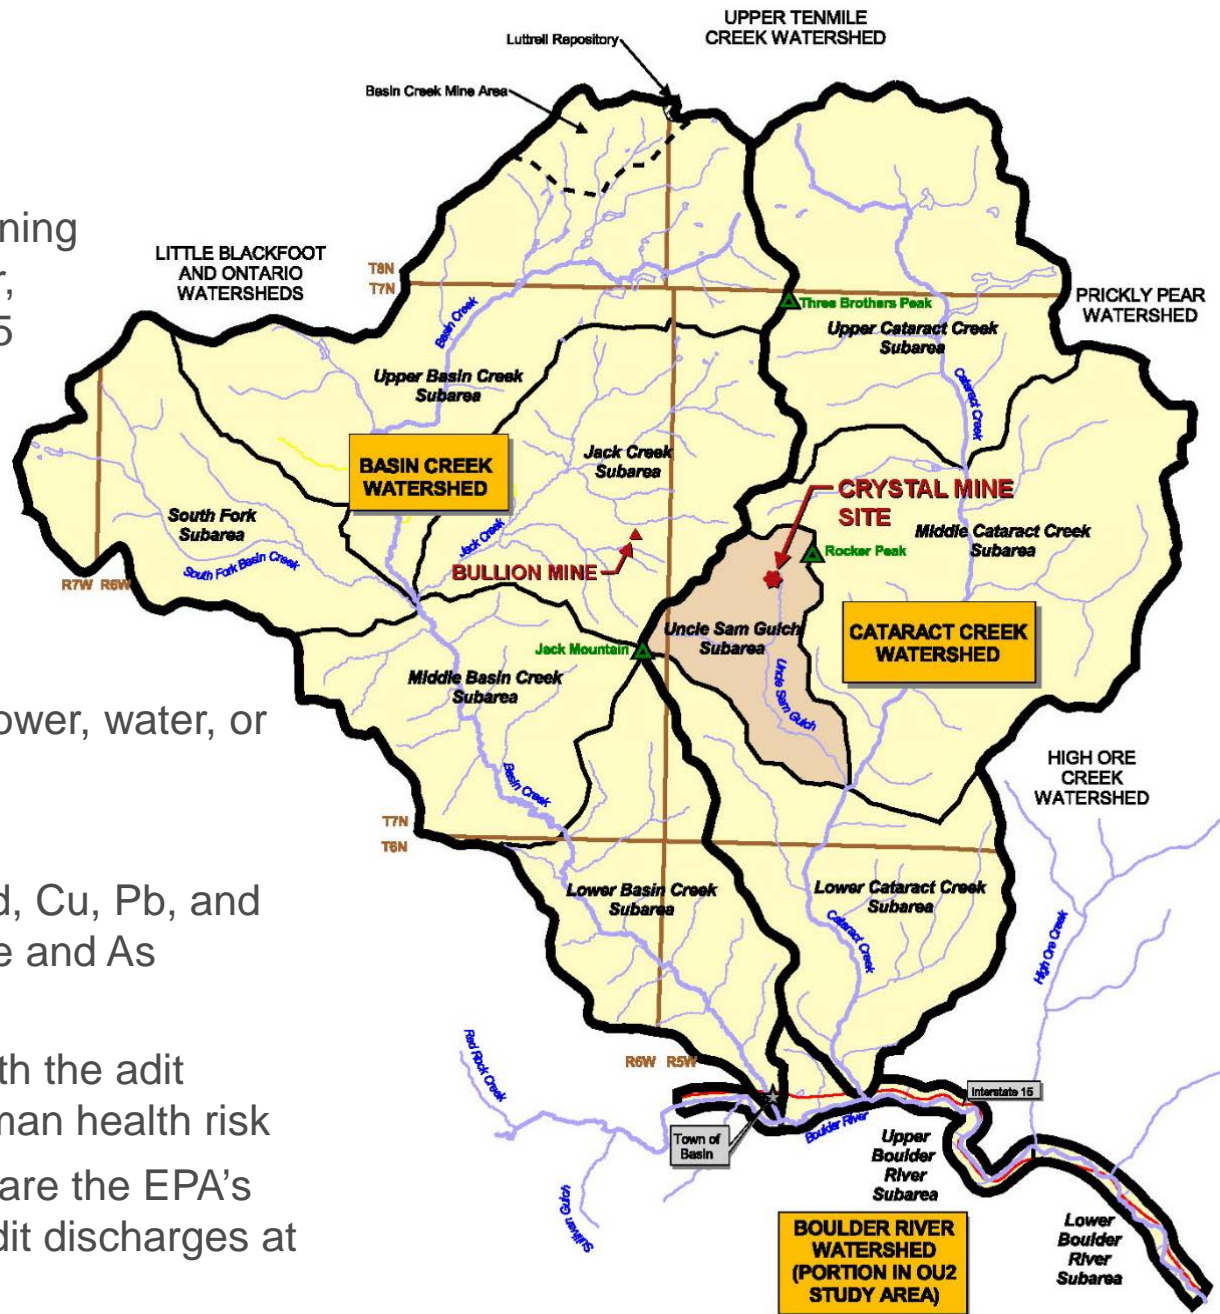 UPPER TENMILE
CREEK WATERSHED
Luttrell Repository
Basin Creek Mine Area
LITTLE BLACKFOOT
AND ONTARIO
WATERSHEDS
T8N
T7N
PRICKLY PEAR
WATERSHED
Three Brothers Peak
Upper Cataract Creek
Subarea
Basin Creek
Upper Basin Creek
Subarea
Cataract Creek
BASIN CREEK
WATERSHED
Jack Creek
Subarea
CRYSTAL MINE
SITE
South Fork
Subarea
Middle Cataract Creek
Subarea
Jack Creek
Rocker Peak
South Fork Basin Creek
BULLION MINE
R7W R6W
Uncle Sam Gulch
Subarea
CATARACT CREEK
WATERSHED
Jack Mountain
Middle Basin Creek
Subarea
Uncle Sam Gulch
HIGH ORE
CREEK
WATERSHED
Basin Creek
T7N
T6N
Lower Basin Creek
Subarea
Lower Cataract Creek
Subarea
Cataract Creek
High Ore Creek
Red Rock Creek
R6W R5W
Interstate 15
Town of
Basin
Boulder River
Upper
Boulder
River
Subarea
Sullivan Gulch
BOULDER RIVER
WATERSHED
(PORTION IN OU2
STUDY AREA)
Lower
Boulder
River
Subarea
ning
r,
5
ower, water, or
d, Cu, Pb, and
e and As
th the adit
man health risk
are the EPA's
dit discharges at